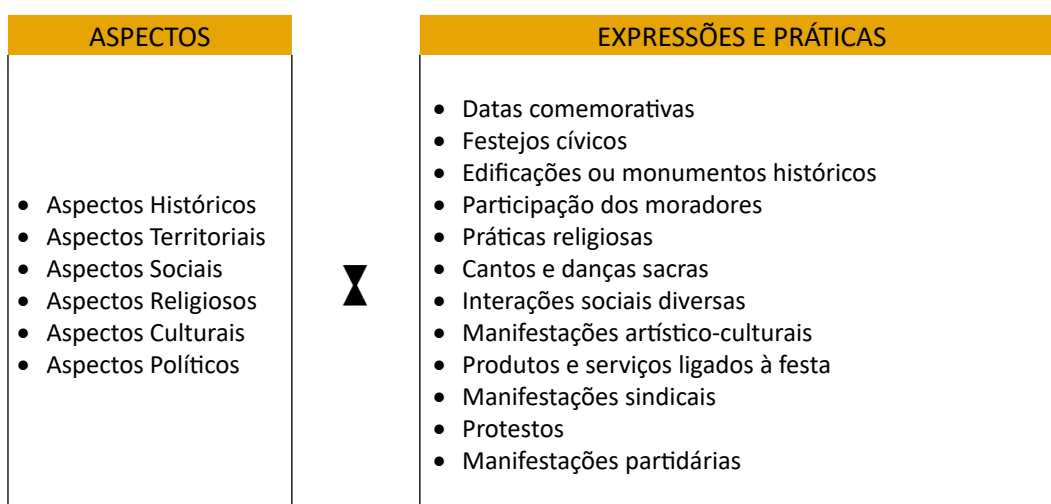 ASPECTOS
• Aspectos Históricos
• Aspectos Territoriais
• Aspectos Sociais
• Aspectos Religiosos
• Aspectos Culturais
• Aspectos Políticos
EXPRESSÕES E PRÁTICAS
• Datas comemorativas
• Festejos cívicos
• Edificações ou monumentos históricos
• Participação dos moradores
• Práticas religiosas
• Cantos e danças sacras
• Interações sociais diversas
• Manifestações artístico-culturais
• Produtos e serviços ligados à festa
• Manifestações sindicais
• Protestos
• Manifestações partidárias